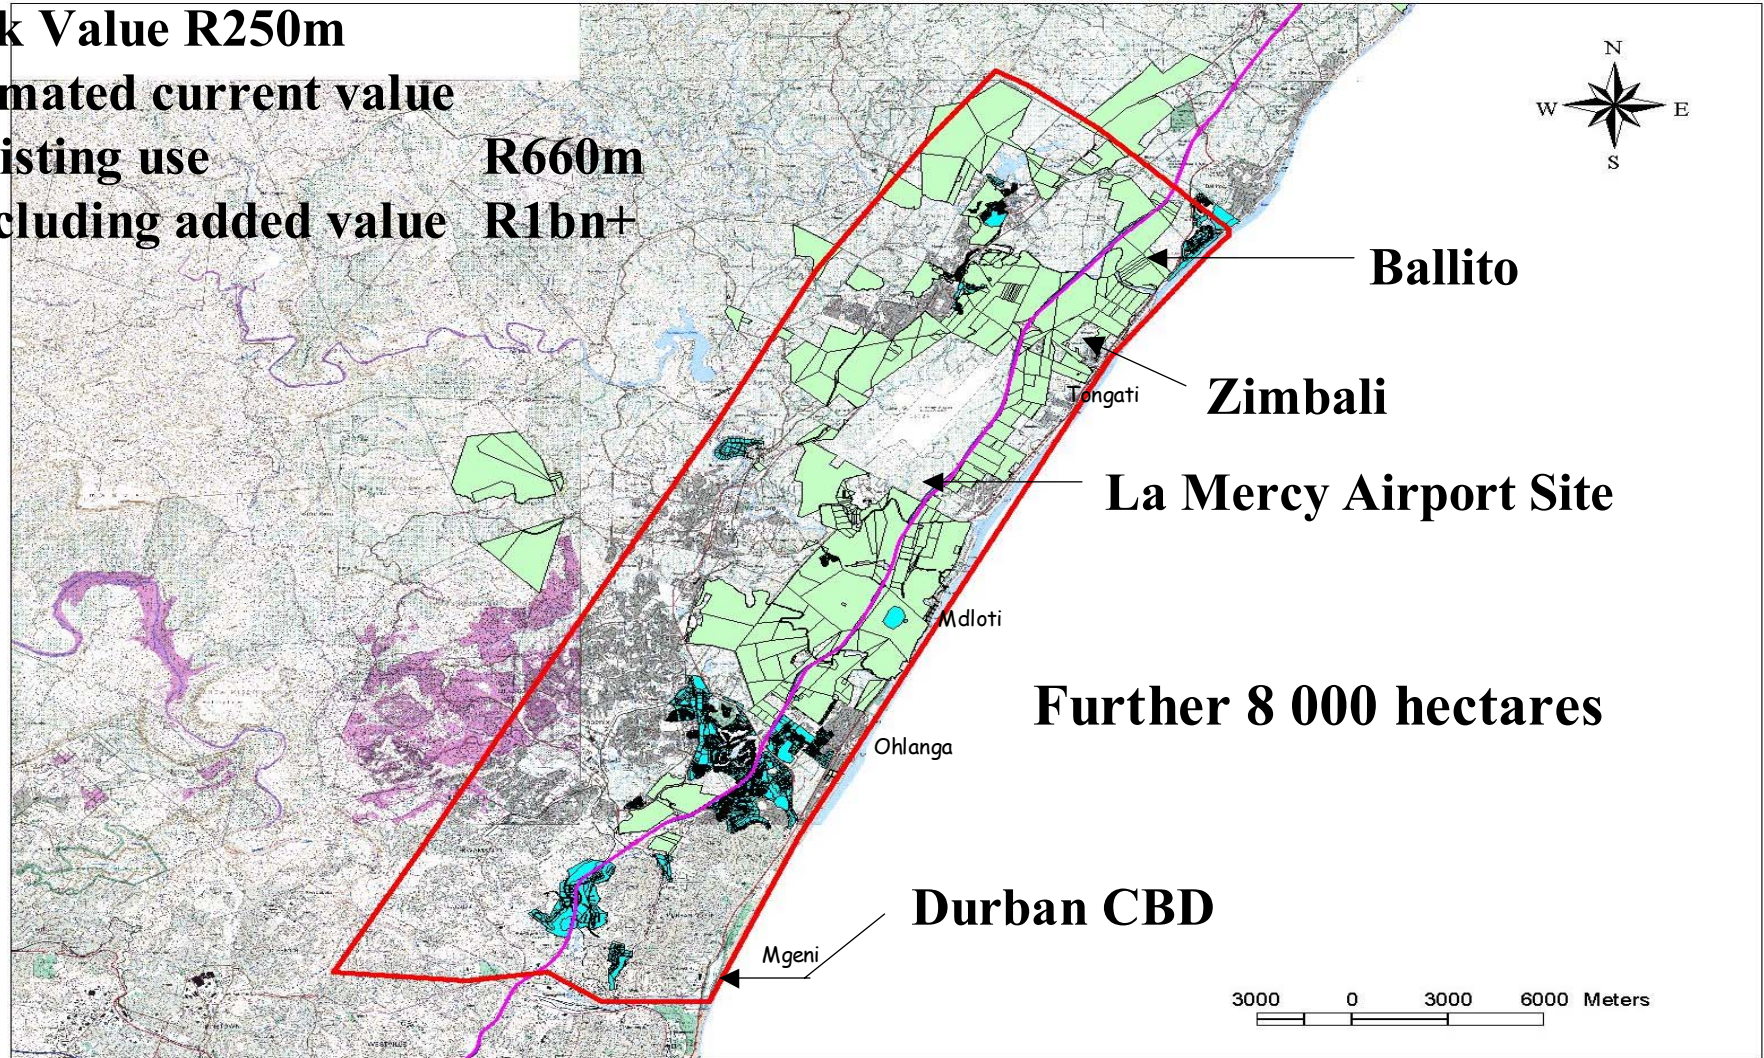 k Value R250m
mated current value
isting use R660m
cluding added value R1bn+
N
W E
S
Ballito
Zimbali
Tongati
La Mercy Airport Site
Mdloti
Further 8 000 hectares
Ohlanga
Durban CBD
Mgeni
3000 0 3000 6000 Meters